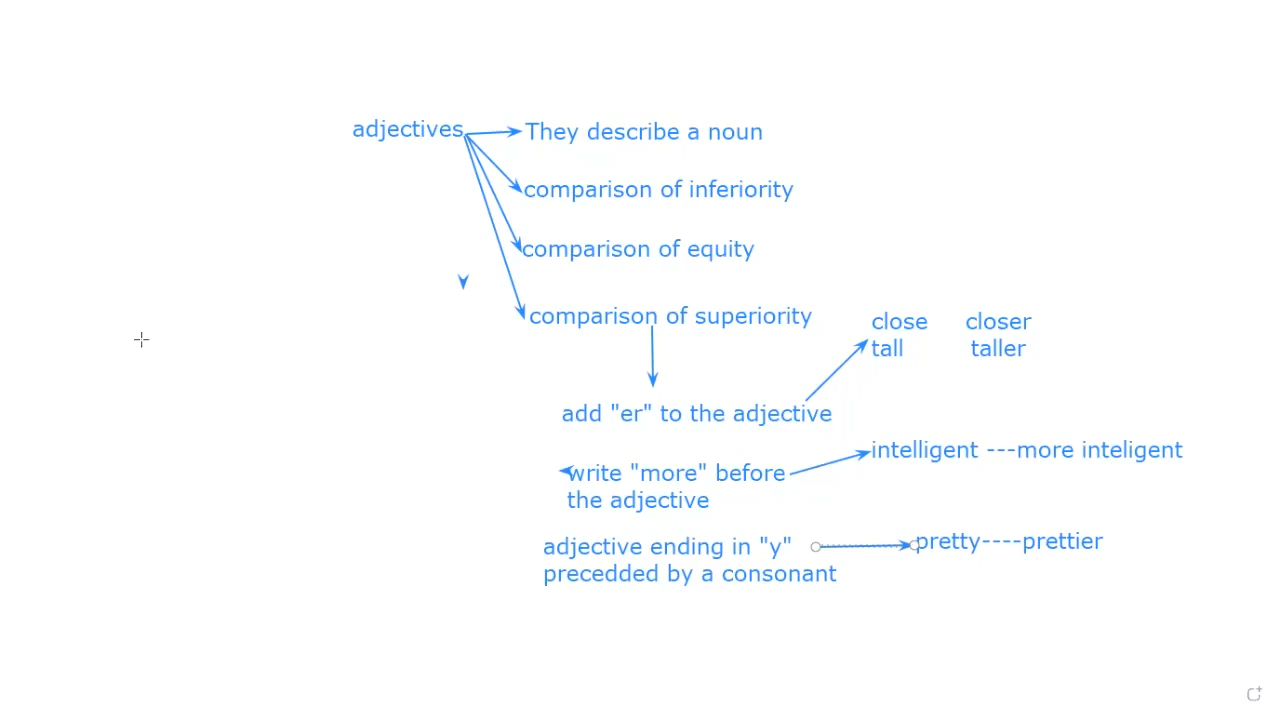 adjectives
They describe a noun
comparison of inferiority
comparison of equity
comparison of superiority
close closer
tall taller
add "er" to the adjective
intelligent ---more inteligent
write "more" before
the adjective
adjective ending in "y"
precedded by a consonant
pretty----prettier